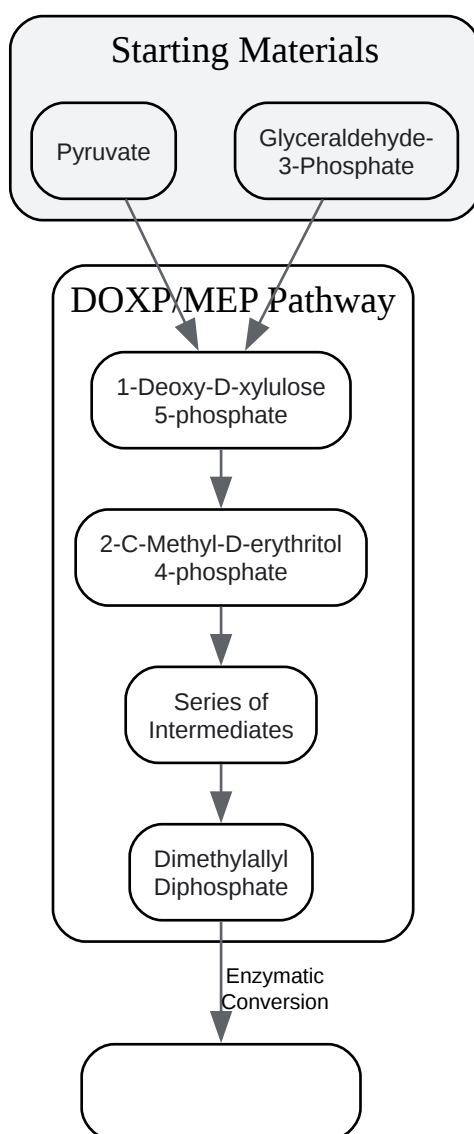 Starting Materials
Pyruvate
Glyceraldehyde-
3-Phosphate
DOXP/MEP Pathway
1-Deoxy-D-xylulose
5-phosphate
2-C-Methyl-D-erythritol
4-phosphate
Series of
Intermediates
Dimethylallyl
Diphosphate
Enzymatic
Conversion